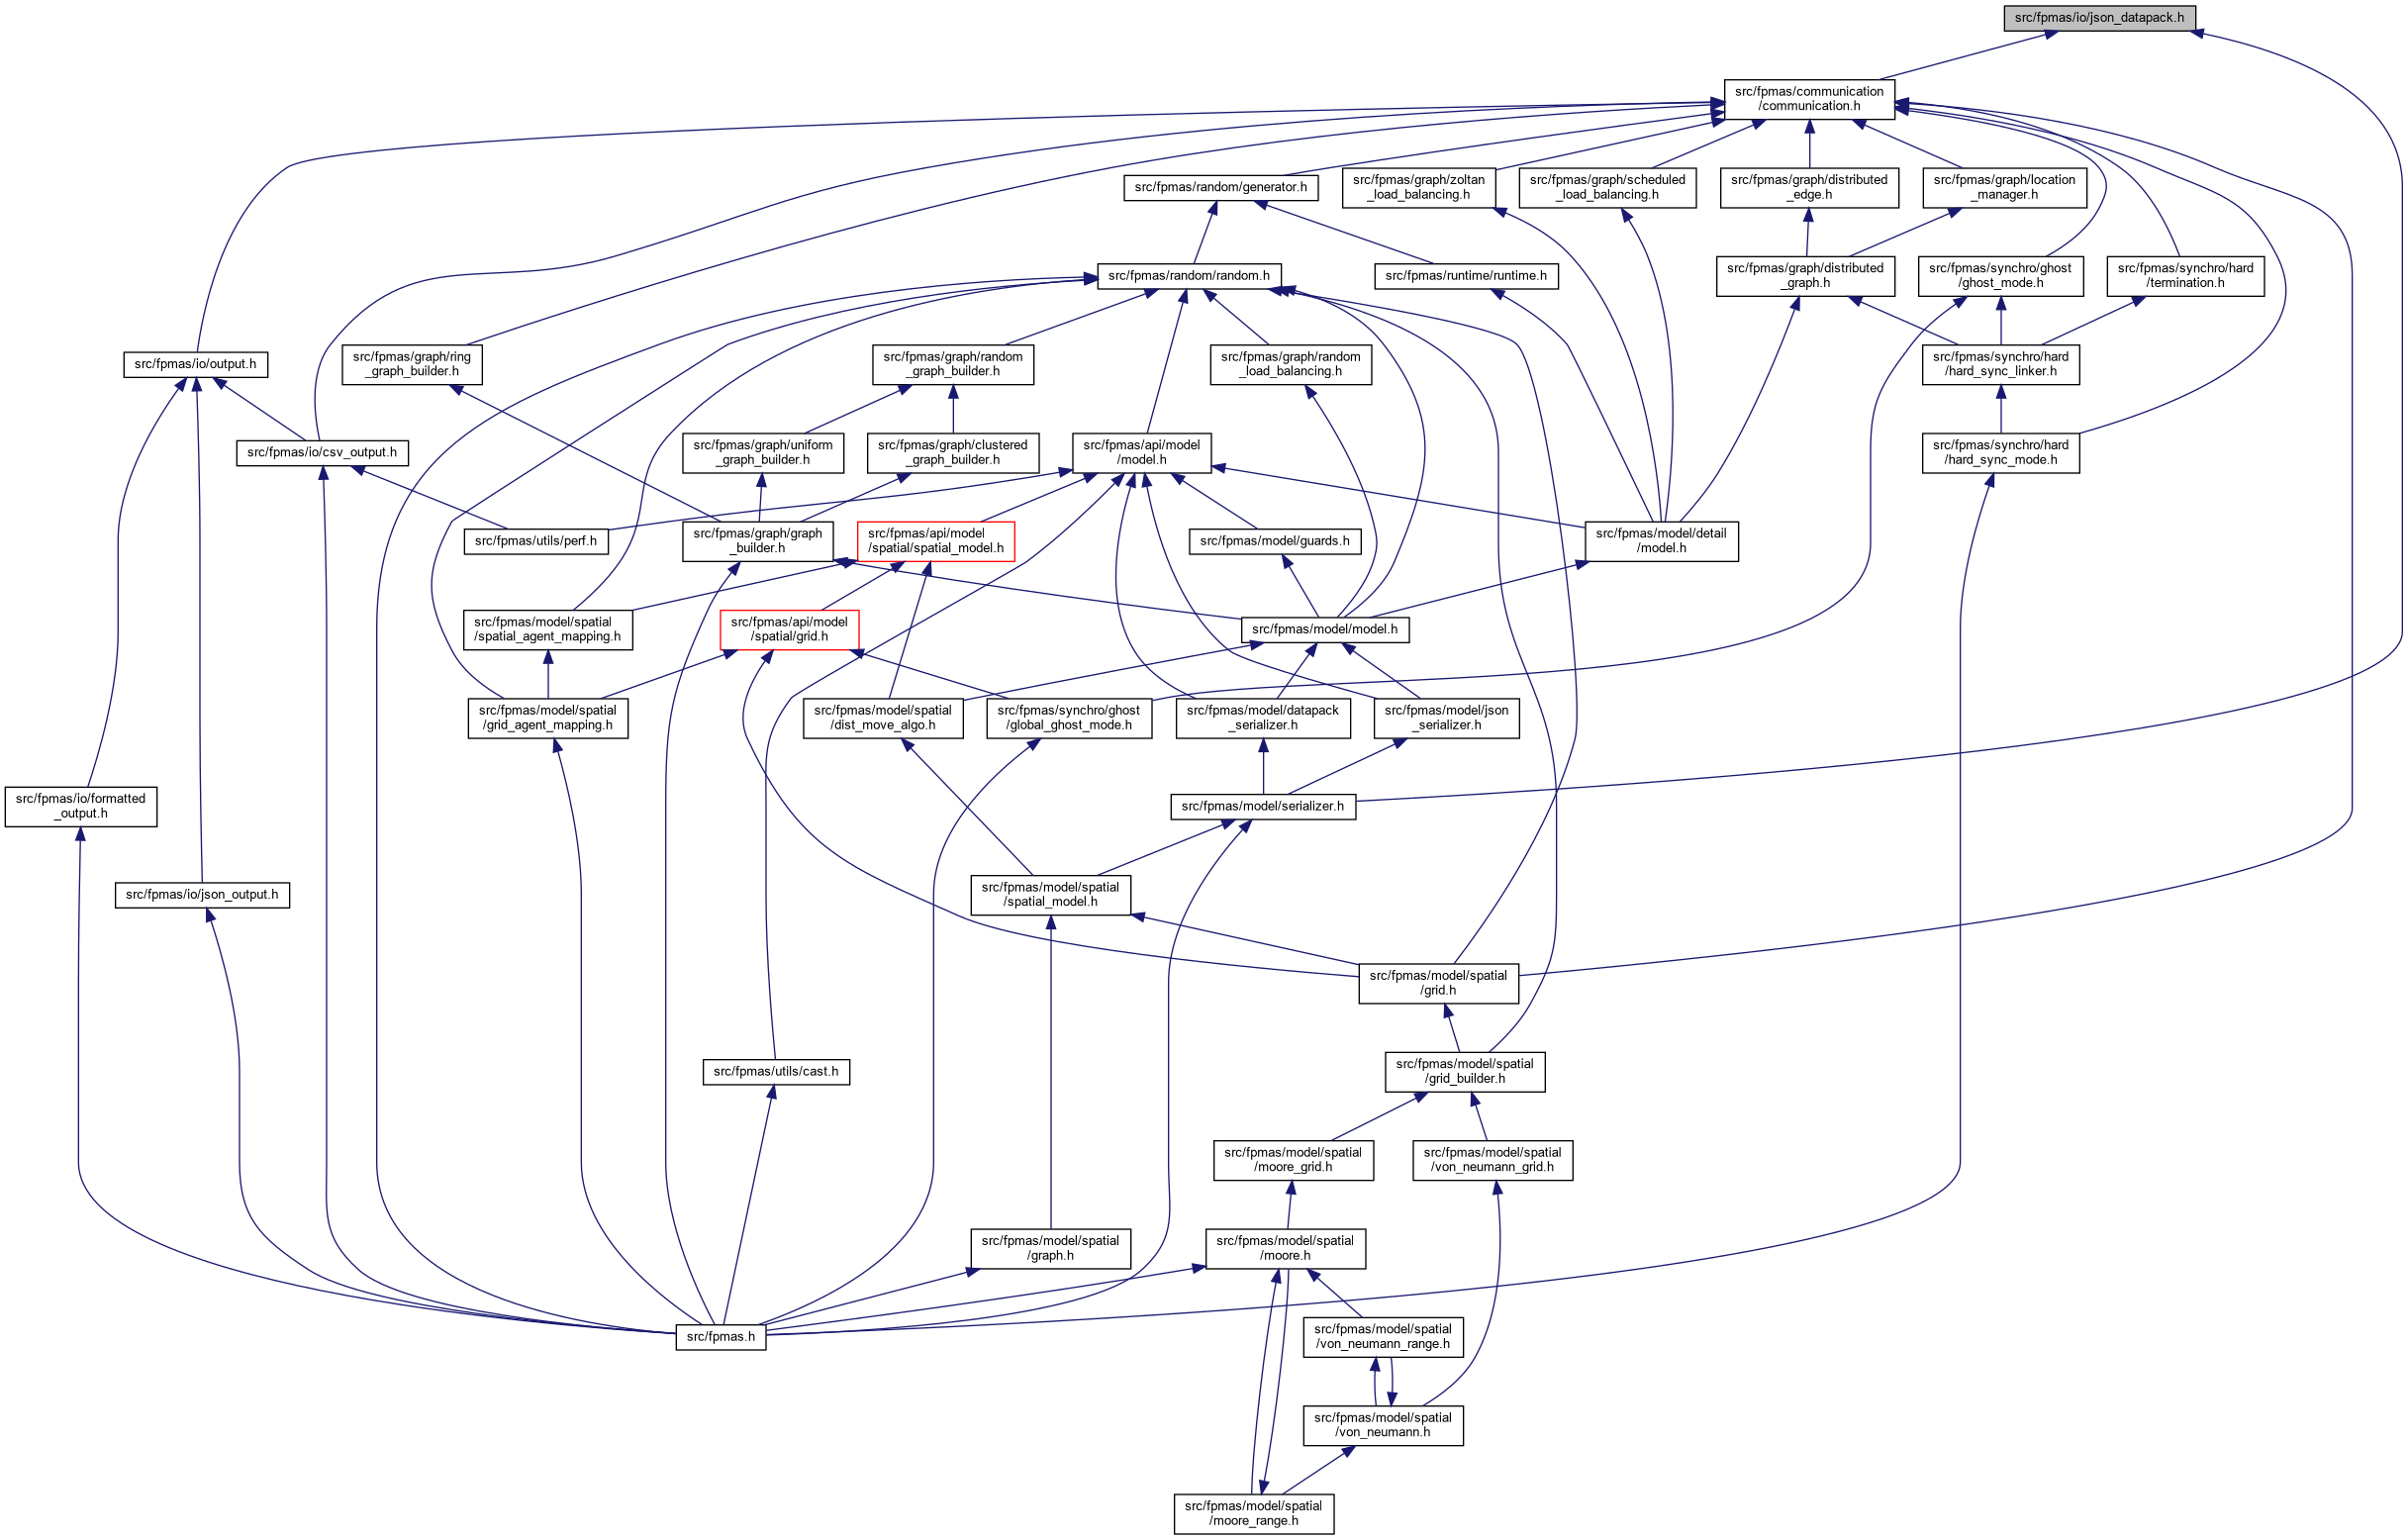 src/fpmas/io/json_datapack.h
src/fpmas/communication
/communication.h
src/fpmas/random/generator.h
src/fpmas/graph/zoltan
_load_balancing.h
src/fpmas/graph/scheduled
_load_balancing.h
src/fpmas/graph/distributed
_edge.h
src/fpmas/graph/location
_manager.h
src/fpmas/random/random.h
src/fpmas/runtime/runtime.h
src/fpmas/graph/distributed
_graph.h
src/fpmas/synchro/ghost
/ghost_mode.h
src/fpmas/synchro/hard
/termination.h
src/fpmas/io/output.h
src/fpmas/graph/ring
_graph_builder.h
src/fpmas/graph/random
_graph_builder.h
src/fpmas/graph/random
_load_balancing.h
src/fpmas/synchro/hard
/hard_sync_linker.h
src/fpmas/io/csv_output.h
src/fpmas/graph/uniform
_graph_builder.h
src/fpmas/graph/clustered
_graph_builder.h
src/fpmas/api/model
/model.h
src/fpmas/synchro/hard
/hard_sync_mode.h
src/fpmas/utils/perf.h
src/fpmas/graph/graph
_builder.h
src/fpmas/api/model
/spatial/spatial_model.h
src/fpmas/model/guards.h
src/fpmas/model/detail
/model.h
src/fpmas/model/spatial
/spatial_agent_mapping.h
src/fpmas/api/model
/spatial/grid.h
src/fpmas/model/model.h
src/fpmas/model/spatial
/grid_agent_mapping.h
src/fpmas/model/spatial
/dist_move_algo.h
src/fpmas/synchro/ghost
/global_ghost_mode.h
src/fpmas/model/datapack
_serializer.h
src/fpmas/model/json
_serializer.h
src/fpmas/io/formatted
_output.h
src/fpmas/model/serializer.h
src/fpmas/io/json_output.h
src/fpmas/model/spatial
/spatial_model.h
src/fpmas/model/spatial
/grid.h
src/fpmas/utils/cast.h
src/fpmas/model/spatial
/grid_builder.h
src/fpmas/model/spatial
/moore_grid.h
src/fpmas/model/spatial
/von_neumann_grid.h
src/fpmas/model/spatial
/graph.h
src/fpmas/model/spatial
/moore.h
src/fpmas.h
src/fpmas/model/spatial
/von_neumann_range.h
src/fpmas/model/spatial
/von_neumann.h
src/fpmas/model/spatial
/moore_range.h